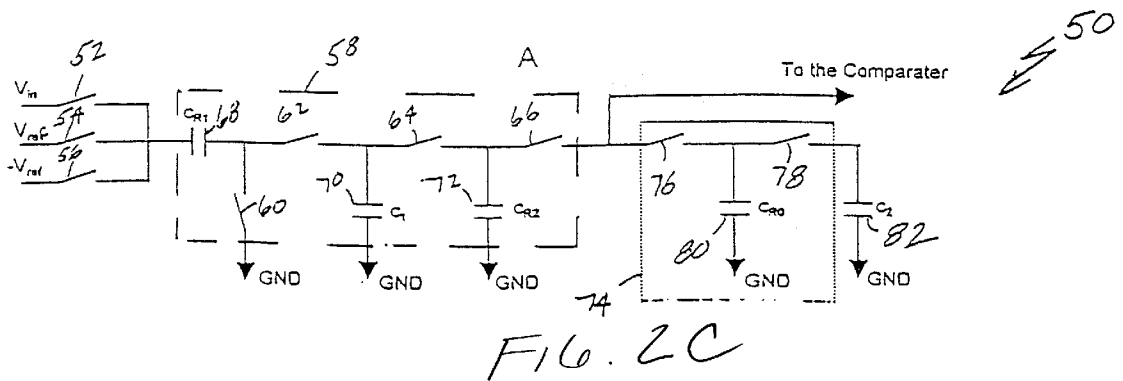 50
52
58
A
To the Comparater
Vin
54
CR1
68
62
64
66
Vref
56
-Vref
76
78
60
70
C1
72
CR2
CR0
80
C2
82
GND
GND
GND
GND
GND
74
FIG. 2C